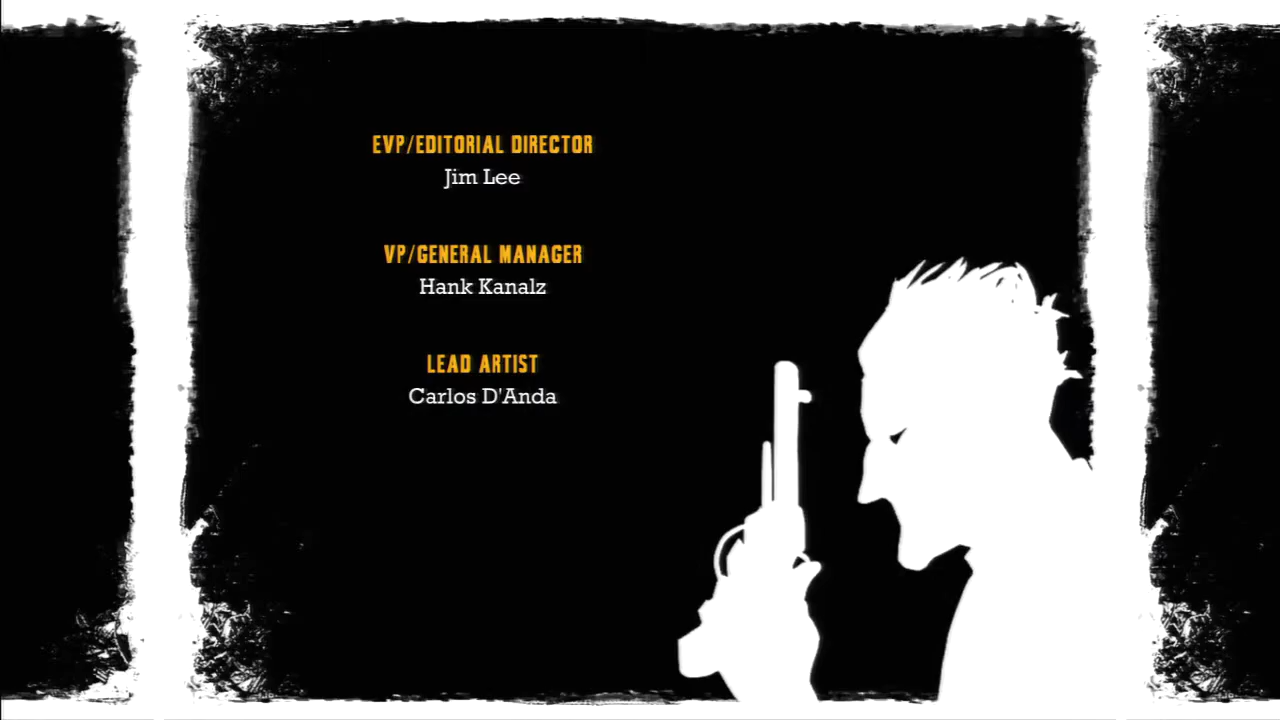 EVP/EDITORIAL DIRECTOR
Jim Lee
VP/GENERAL MANAGER
Hank Kanalz
LEAD ARTIST
Carlos D'Anda